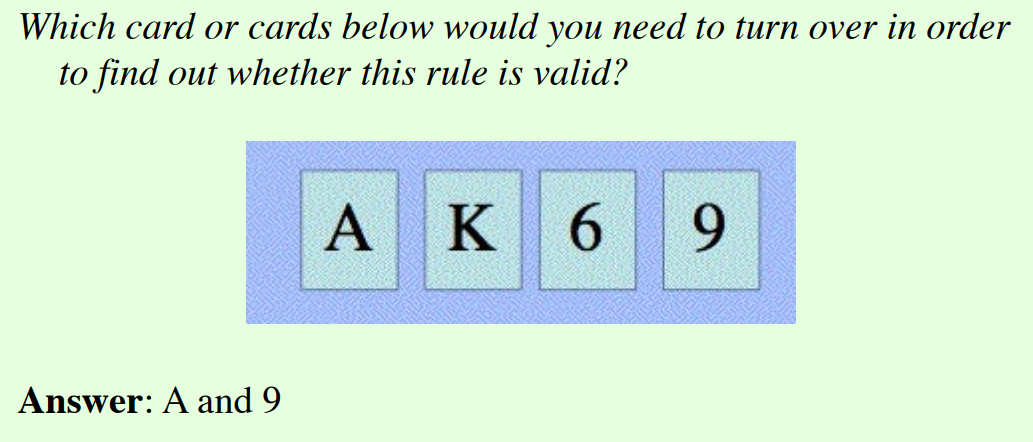 Which card or cards below would you need to turn over in order
to find out whether this rule is valid?
A K 6 9
Answer: A and 9